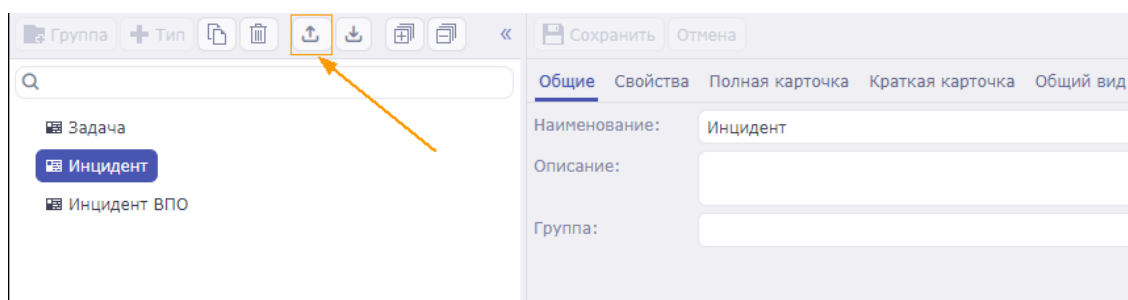 Группа Тип « Сохранить Отмена
Общие Свойства Полная карточка Краткая карточка Общий вид
Задача
Наименование: Инцидент
Инцидент
Описание:
Инцидент ВПО
Группа: